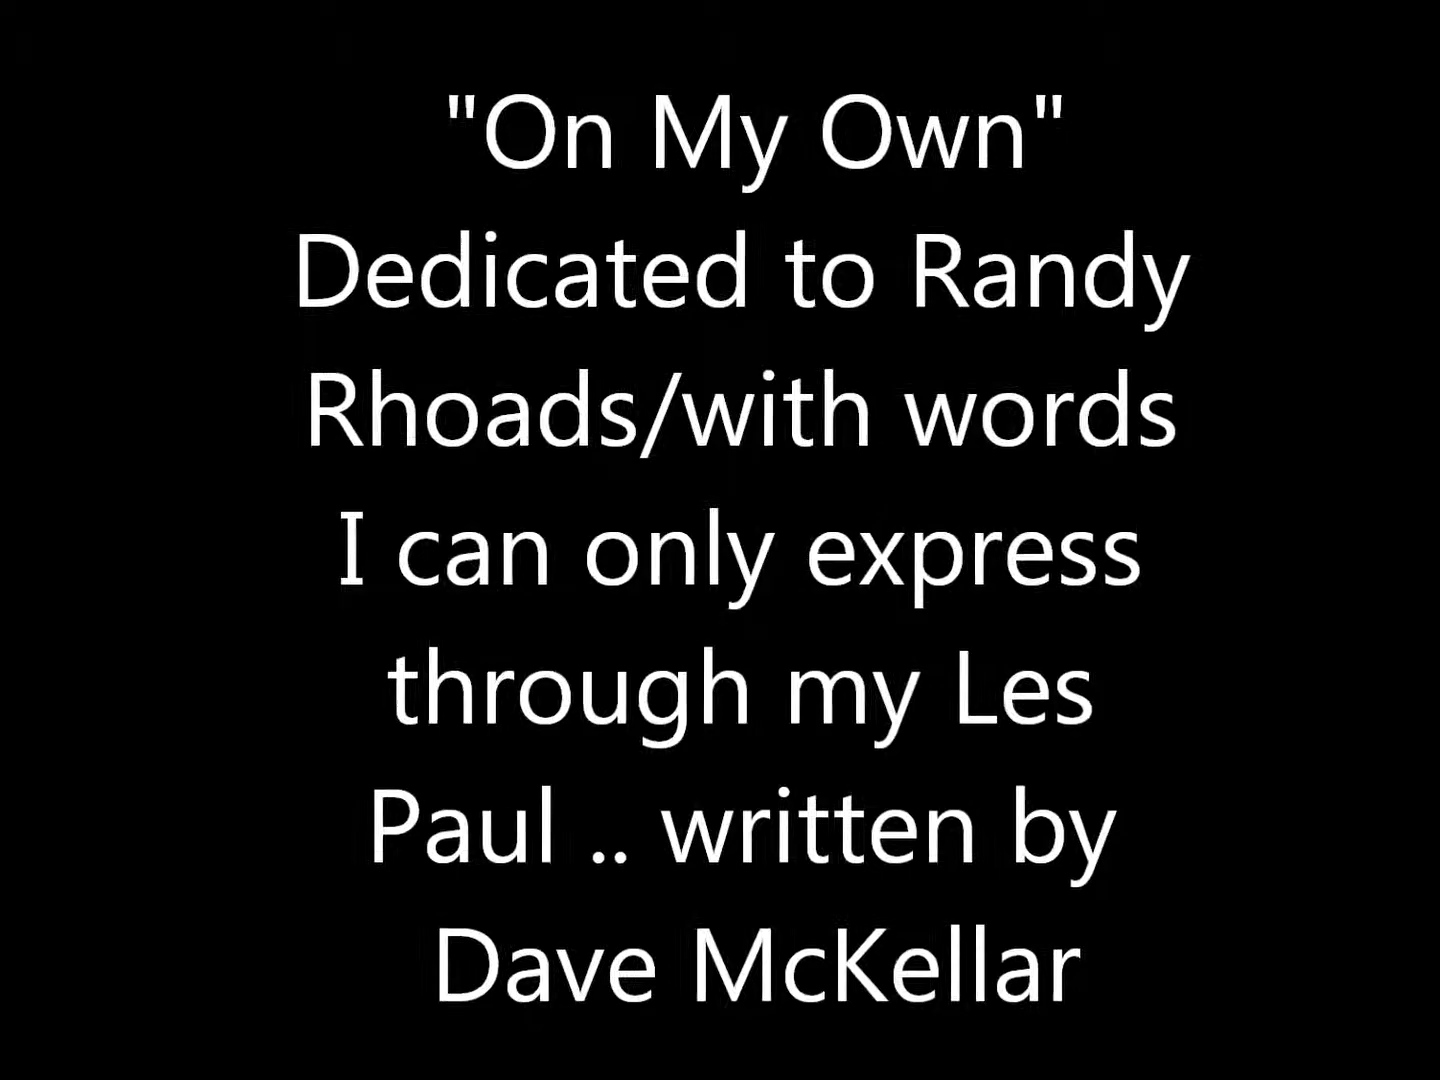 "On My Own"
Dedicated to Randy
Rhoads/with words
I can only express
through my Les
Paul .. written by
Dave McKellar